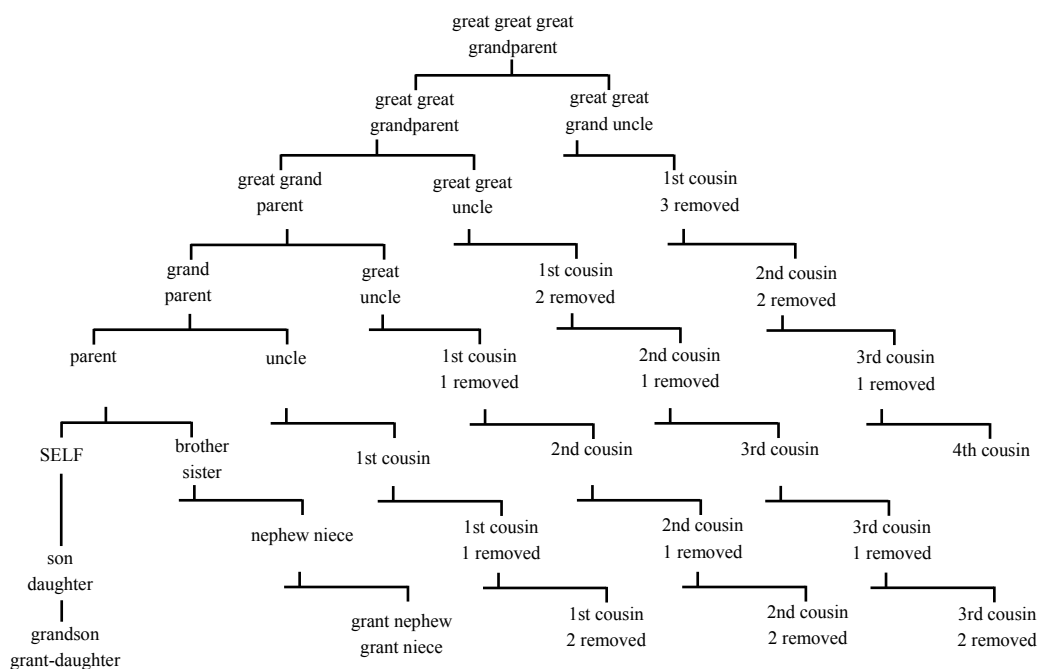 great great great
grandparent
great great
grandparent
great great
grand uncle
great grand
parent
great great
uncle
1st cousin
3 removed
grand
parent
great
uncle
1st cousin
2 removed
2nd cousin
2 removed
parent
uncle
1st cousin
1 removed
2nd cousin
1 removed
3rd cousin
1 removed
SELF
brother
sister
1st cousin
2nd cousin
3rd cousin
4th cousin
son
daughter
nephew niece
1st cousin
1 removed
2nd cousin
1 removed
3rd cousin
1 removed
grandson
grant-daughter
grant nephew
grant niece
1st cousin
2 removed
2nd cousin
2 removed
3rd cousin
2 removed